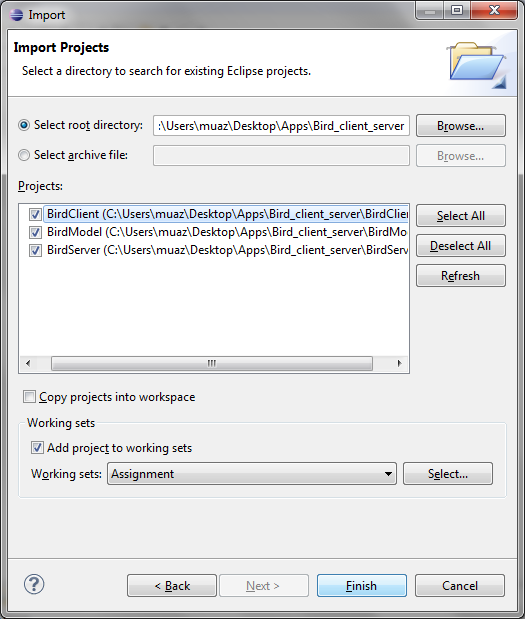 Import
Import Projects
Select a directory to search for existing Eclipse projects.
Select root directory: :\Users\muaz\Desktop\Apps\Bird_client_server Browse...
Select archive file: Browse...
Projects:
BirdClient (C:\Users\muaz\Desktop\Apps\Bird_client_server\BirdClie
BirdModel (C:\Users\muaz\Desktop\Apps\Bird_client_server\BirdMo
BirdServer (C:\Users\muaz\Desktop\Apps\Bird_client_server\BirdServ
Select All
Deselect All
Refresh
Copy projects into workspace
Working sets
Add project to working sets
Working sets: Assignment Select...
? < Back Next > Finish Cancel